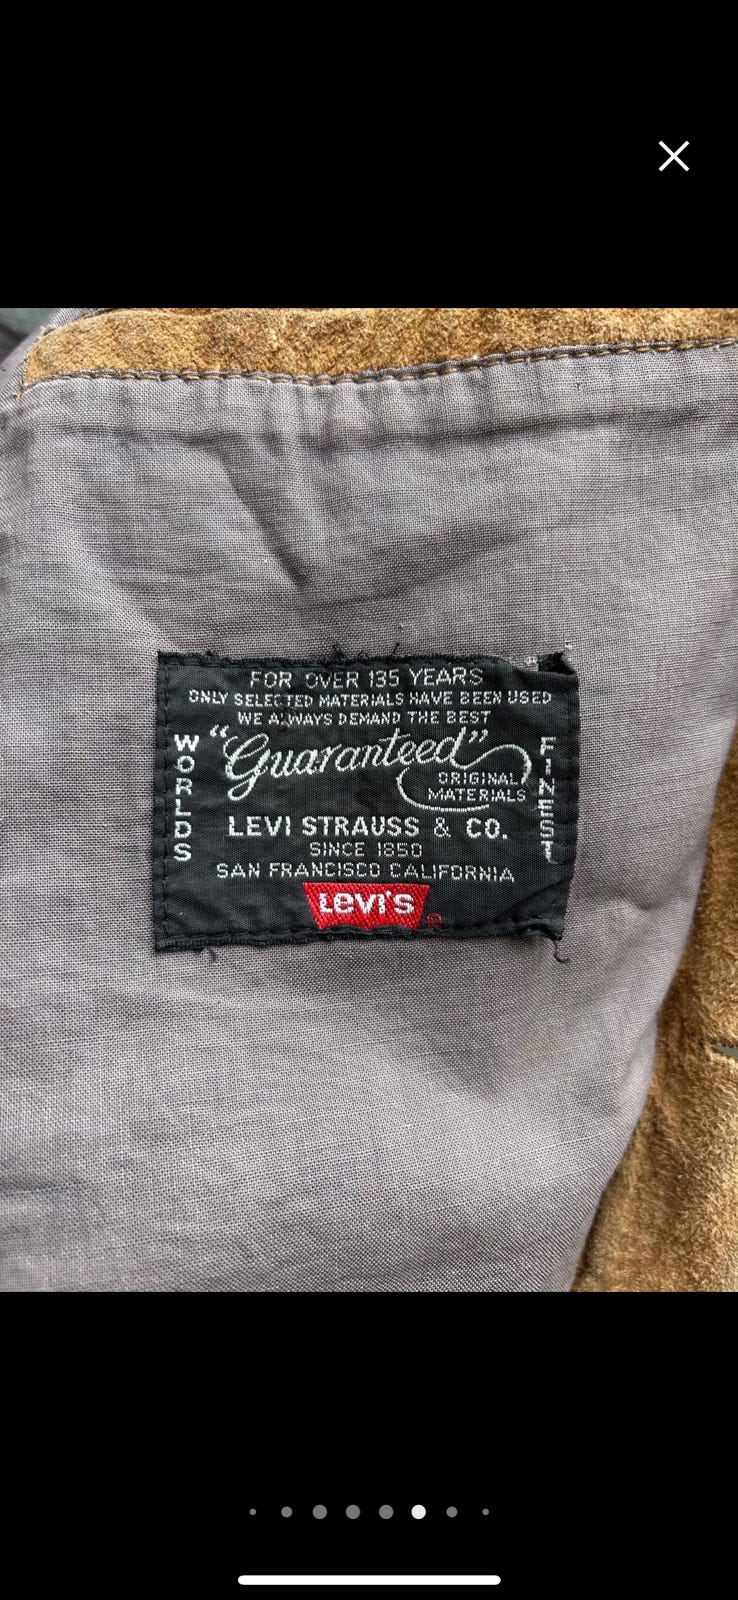 FOR OVER 135 YEARS
ONLY SELECTED MATERIALS HAVE BEEN USED
WE ALWAYS DEMAND THE BEST
WORLDS
"Guaranteed"
ORIGINAL
MATERIALS
FINEST
LEVI STRAUSS & CO.
SINCE 1850
SAN FRANCISCO CALIFORNIA
Levi's